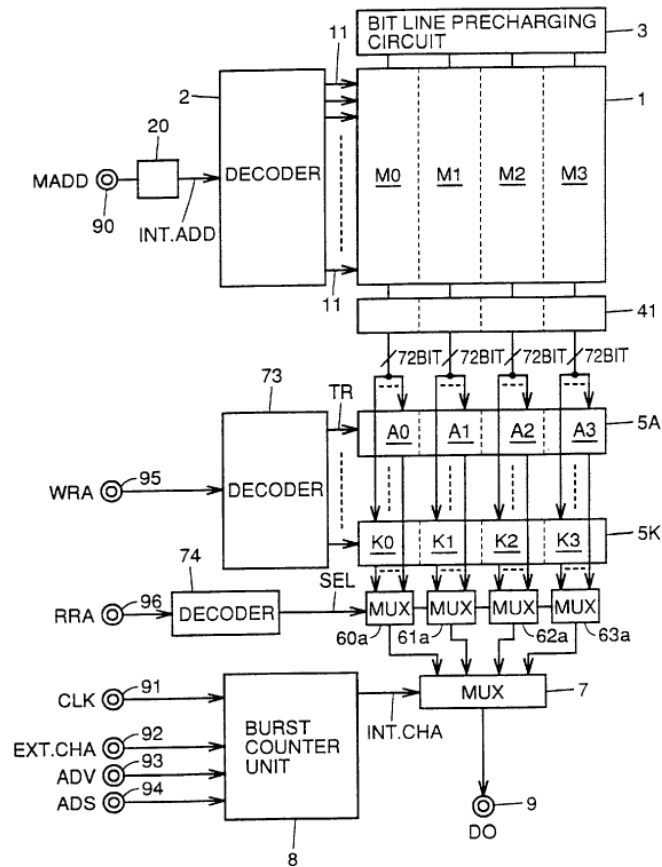 BIT LINE PRECHARGING
CIRCUIT
3
11
2
1
20
MADD
90
INT.ADD
DECODER
M0 M1 M2 M3
11
41
72BIT 72BIT 72BIT 72BIT
73
TR
A0 A1 A2 A3
5A
WRA
95
DECODER
K0 K1 K2 K3
5K
74
SEL
RRA
96
DECODER
MUX MUX MUX MUX
60a 61a 62a 63a
CLK
91
EXT.CHA
92
ADV
93
ADS
94
BURST
COUNTER
UNIT
8
INT.CHA
MUX
7
9
DO